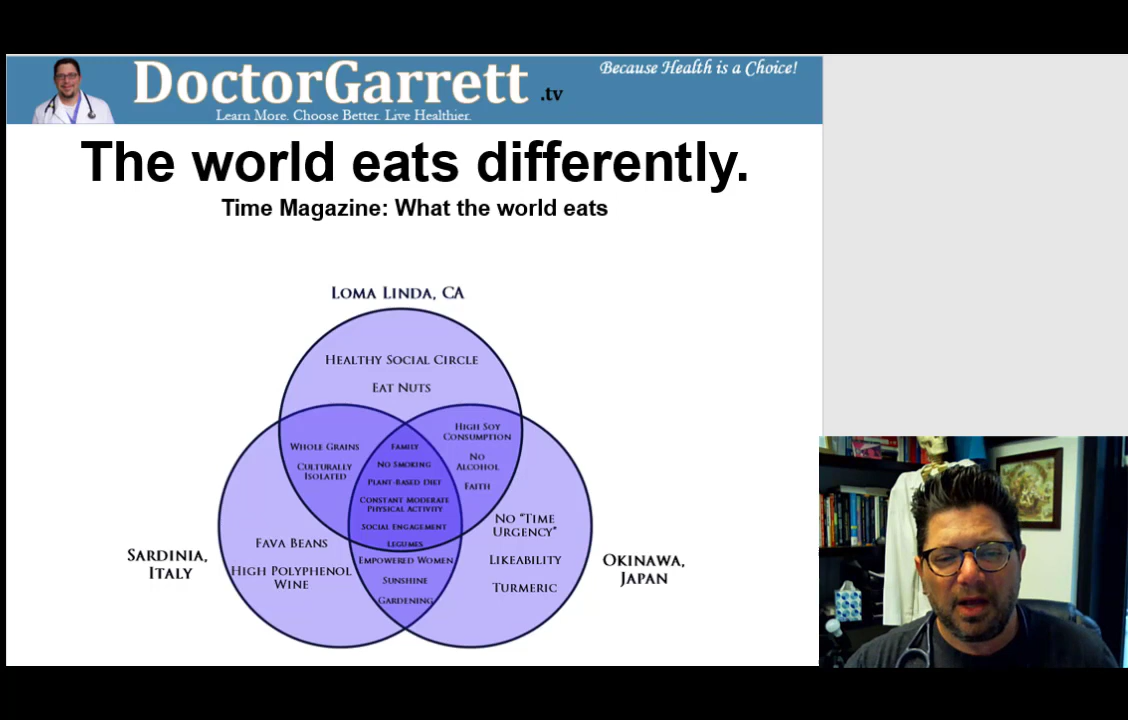 DoctorGarrett.tv
Because Health is a Choice!
Learn More. Choose Better. Live Healthier.
The world eats differently.
Time Magazine: What the world eats
LOMA LINDA, CA
HEALTHY SOCIAL CIRCLE
EAT NUTS
WHOLE GRAINS
CULTURALLY
ISOLATED
FAMILY
NO SMOKING
PLANT-BASED DIET
CONSTANT MODERATE
PHYSICAL ACTIVITY
SOCIAL ENGAGEMENT
LEGUMES
HIGH SOY
CONSUMPTION
NO
ALCOHOL
FAITH
SARDINIA,
ITALY
FAVA BEANS
HIGH POLYPHENOL
WINE
EMPOWERED WOMEN
SUNSHINE
GARDENING
NO "TIME
URGENCY"
LIKEABILITY
TURMERIC
OKINAWA,
JAPAN